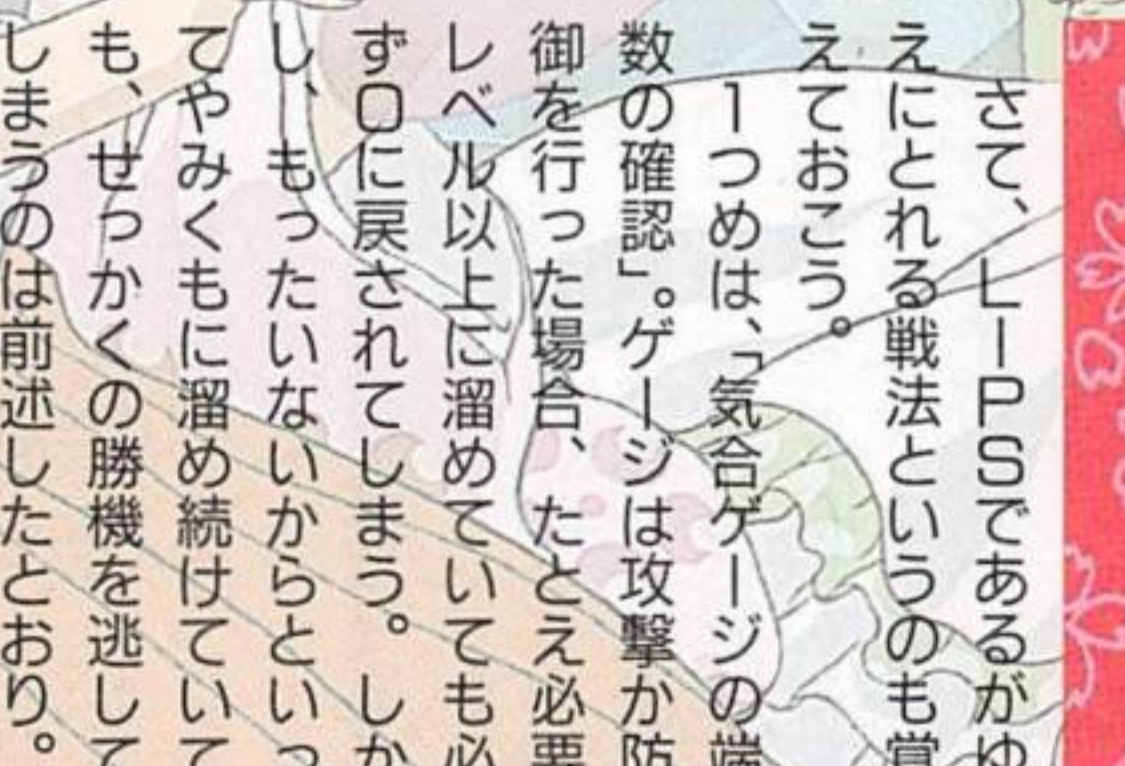 さて、L−PSであるがゆ
えにとれる戦法というのも覚
えておこう。
1つめは、「気合ゲージの端
数の確認」。ゲージは攻撃か防
御を行った場合、たとえ必要
レベル以上に溜めていても必
ず0に戻されてしまう。しか
し、もったいないからといっ
てやみくもに溜め続けていて
も、せっかくの勝機を逃して
しまうのは前述したとおり。